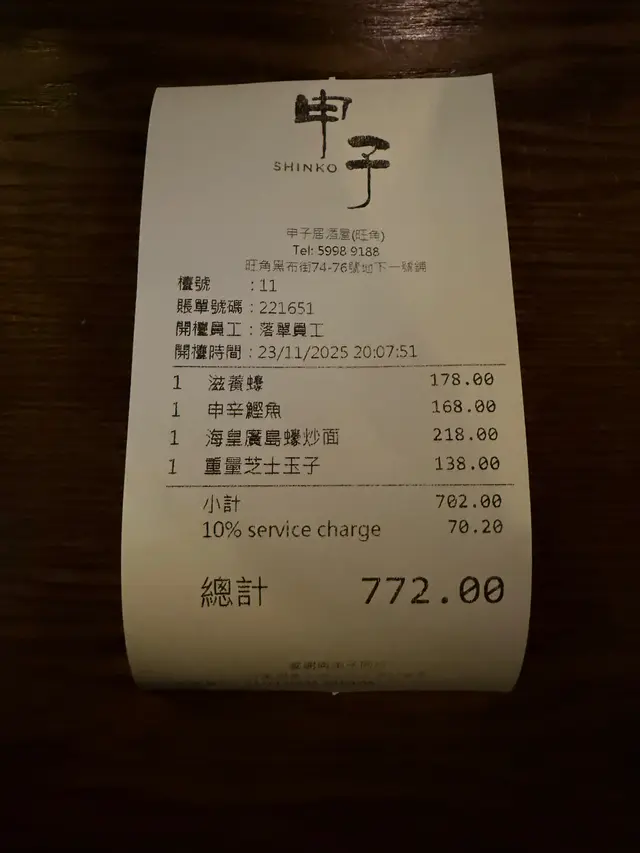 申子
SHINKO
申子居酒屋(旺角)
Tel: 5998 9188
旺角黑布街74-76號地下一號鋪
檯號 : 11
賬單號碼 : 221651
開檯員工 : 落單員工
開檯時間 : 23/11/2025 20:07:51
1 滋養蠔 178.00
1 申辛鰹魚 168.00
1 海皇廣島蠔炒面 218.00
1 重量芝士玉子 138.00
小計 702.00
10% service charge 70.20
總計 772.00